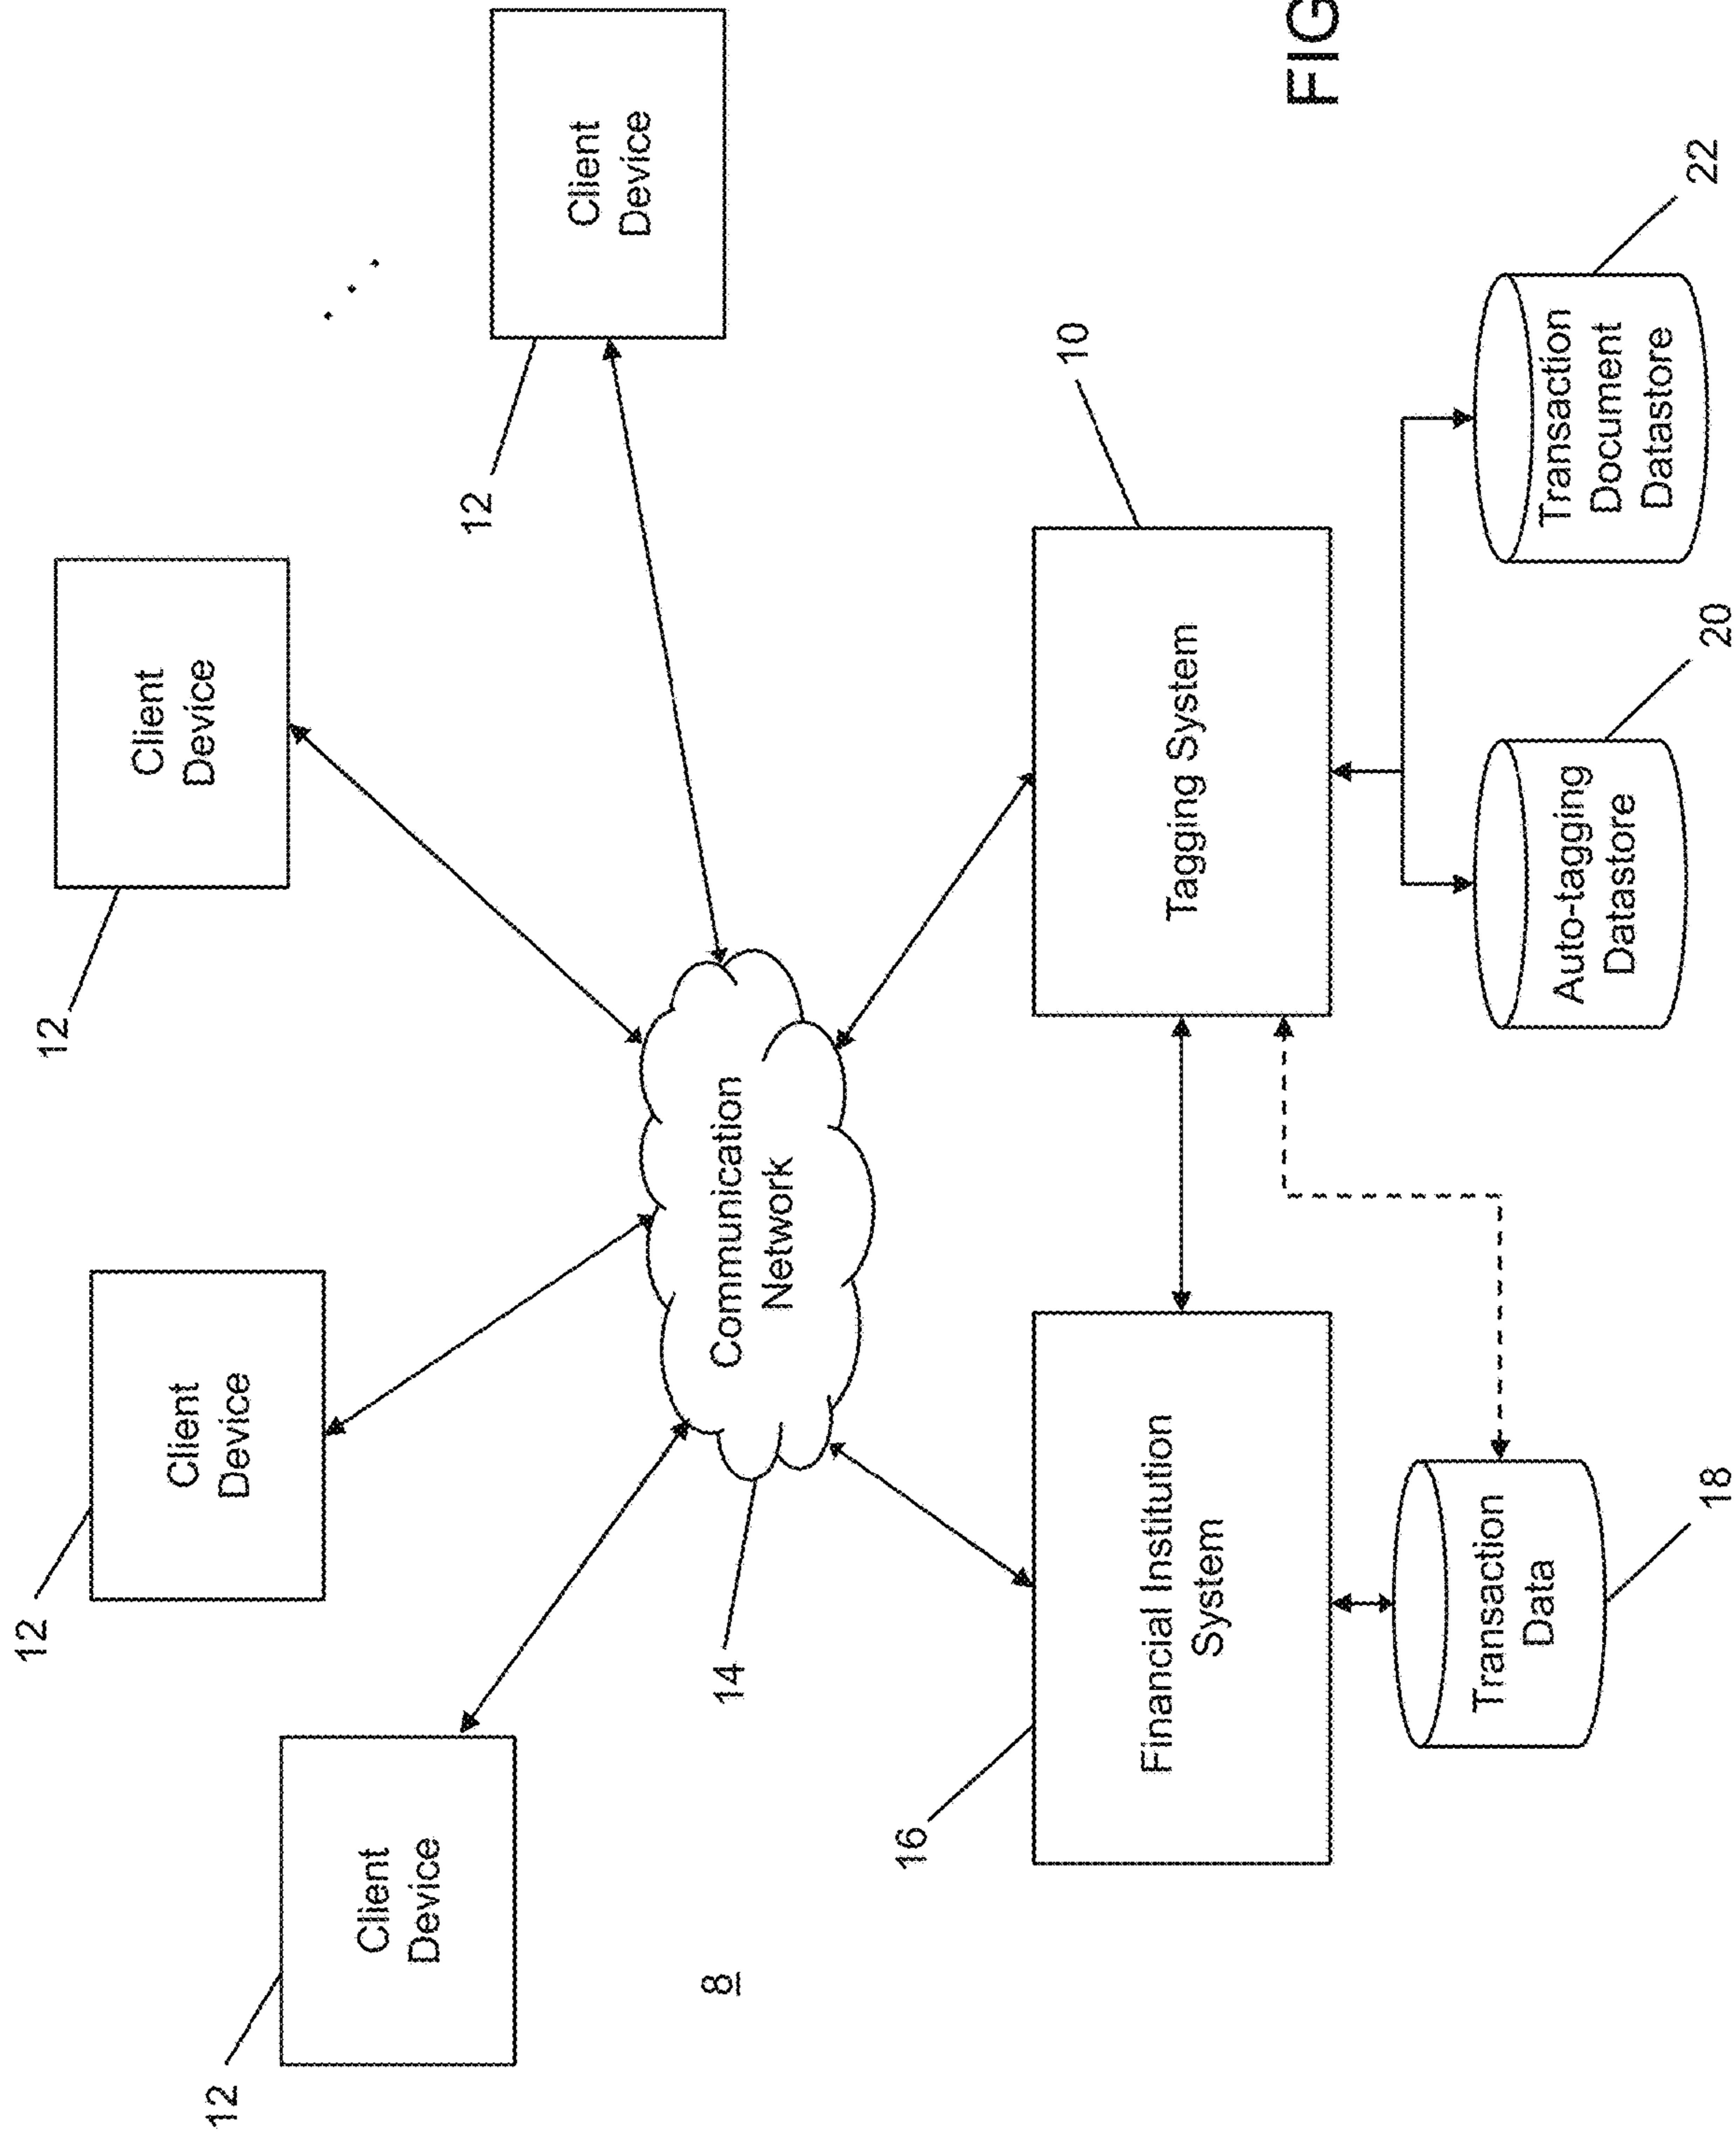 12
Client
Device
12
Client
Device
12
Client
Device
12
Client
Device
8
14
Communication
Network
16
Financial Institution
System
10
Tagging System
18
Transaction
Data
20
Auto-tagging
Datastore
22
Transaction
Document
Datastore
FIG